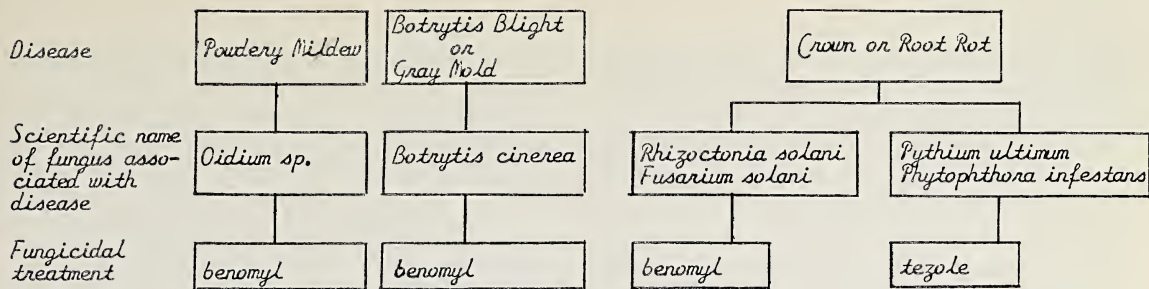 Disease
Powdery Mildew
Botrytis Blight
or
Gray Mold
Crown or Root Rot
Scientific name
of fungus asso-
ciated with
disease
Oidium sp.
Botrytis cinerea
Rhizoctonia solani
Fusarium solani
Pythium ultimum
Phytophthora infestans
Fungicidal
treatment
benomyl
benomyl
benomyl
tezole